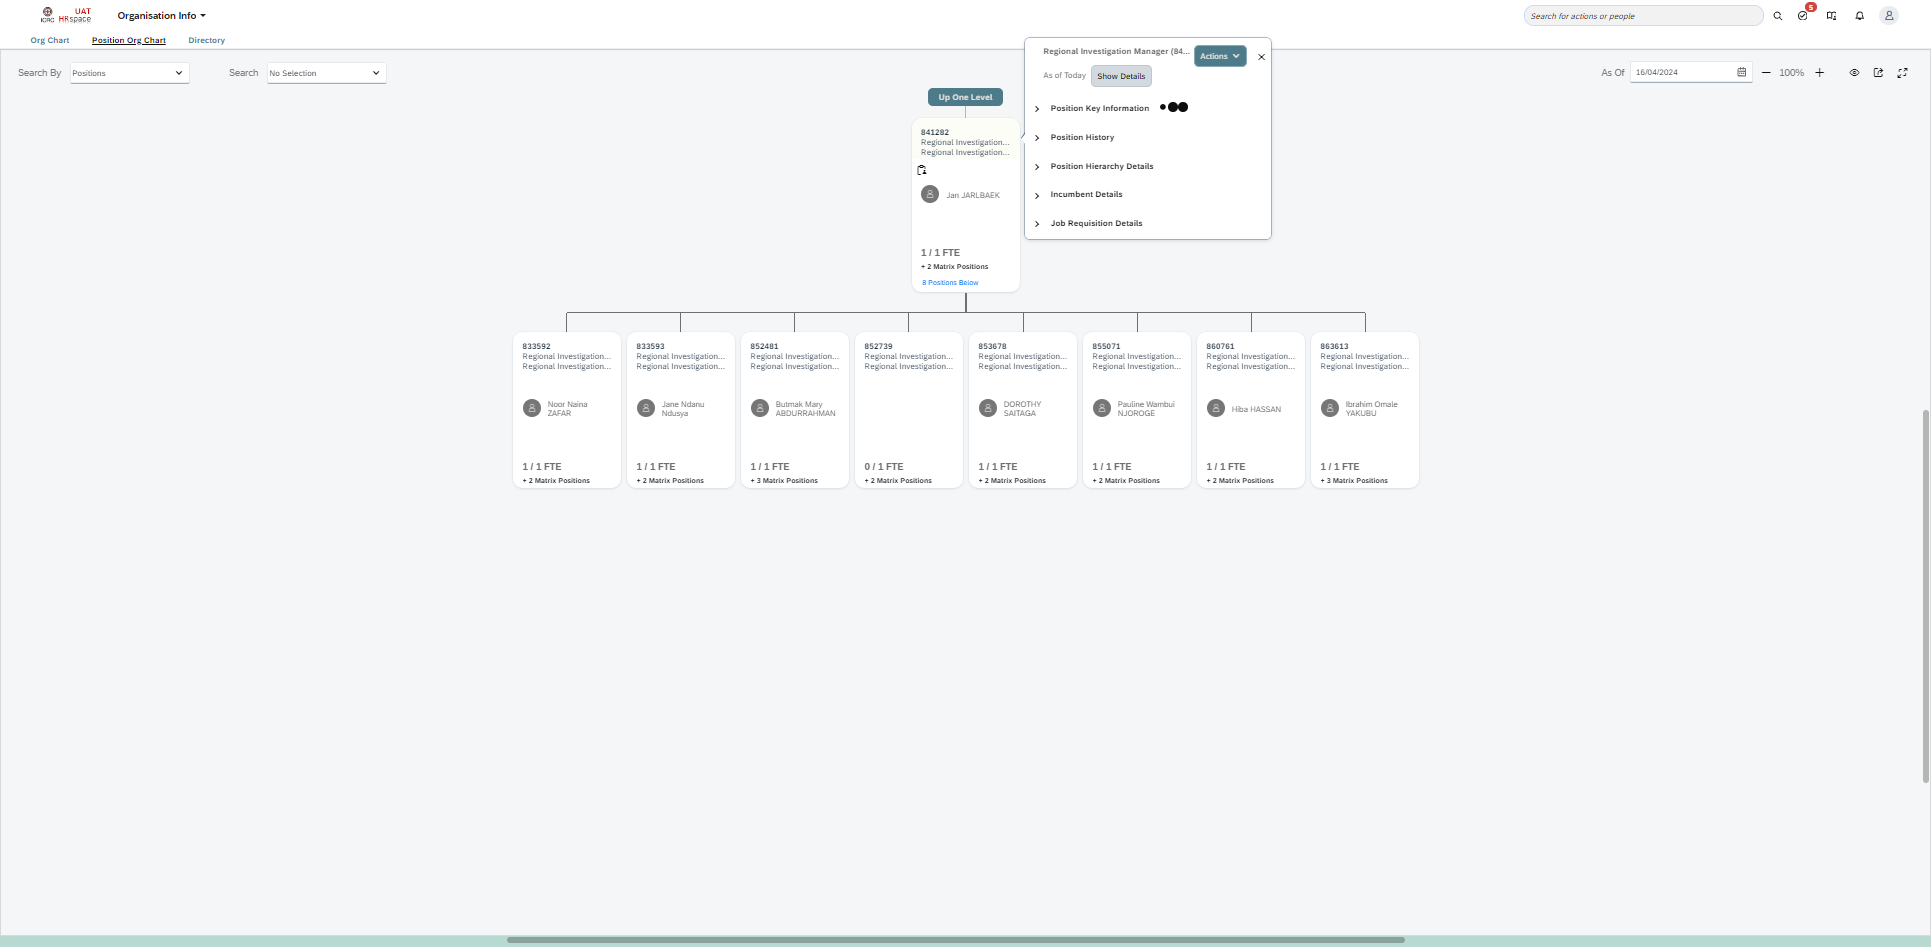 ICRC
UAT
HRspace
Organisation Info
Search for actions or people
5
Org Chart
Position Org Chart
Directory
Search By
Positions
Search
No Selection
As Of
16/04/2024
100%
Regional Investigation Manager (84...
Actions
As of Today
Show Details
Position Key Information
Position History
Position Hierarchy Details
Incumbent Details
Job Requisition Details
Up One Level
841282
Regional Investigation...
Regional Investigation...
Jan JARLBAEK
1 / 1 FTE
+ 2 Matrix Positions
8 Positions Below
833592
Regional Investigation...
Regional Investigation...
Noor Naina
ZAFAR
1 / 1 FTE
+ 2 Matrix Positions
833593
Regional Investigation...
Regional Investigation...
Jane Ndanu
Ndusya
1 / 1 FTE
+ 2 Matrix Positions
852481
Regional Investigation...
Regional Investigation...
Butmak Mary
ABDURRAHMAN
1 / 1 FTE
+ 3 Matrix Positions
852739
Regional Investigation...
Regional Investigation...
0 / 1 FTE
+ 2 Matrix Positions
853678
Regional Investigation...
Regional Investigation...
DOROTHY
SAITAGA
1 / 1 FTE
+ 2 Matrix Positions
855071
Regional Investigation...
Regional Investigation...
Pauline Wambui
NJOROGE
1 / 1 FTE
+ 2 Matrix Positions
860761
Regional Investigation...
Regional Investigation...
Hiba HASSAN
1 / 1 FTE
+ 2 Matrix Positions
863613
Regional Investigation...
Regional Investigation...
Ibrahim Omale
YAKUBU
1 / 1 FTE
+ 3 Matrix Positions